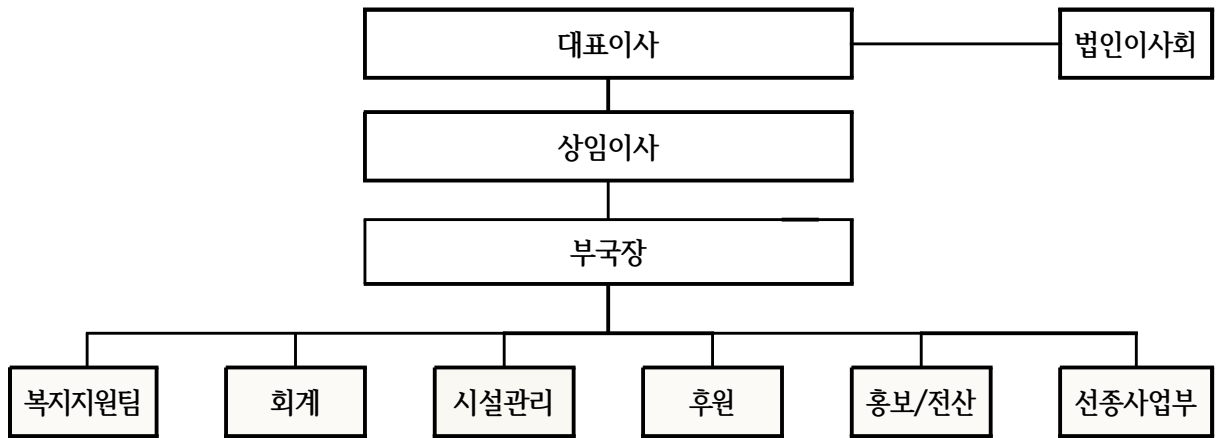 대표이사
법인이사회
상임이사
부국장
복지지원팀
회계
시설관리
후원
홍보/전산
선종사업부